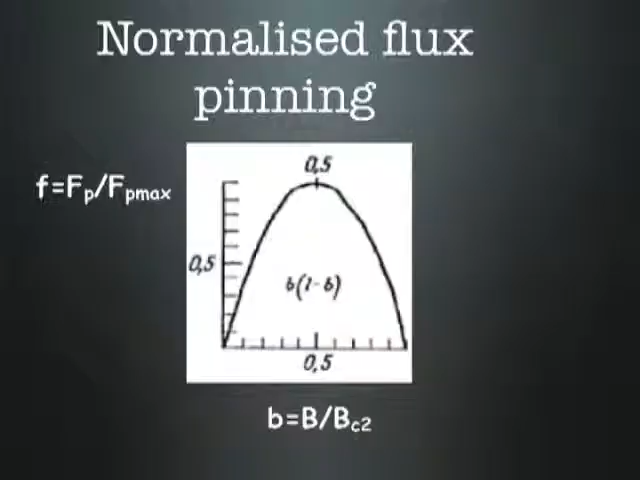 Normalised flux
pinning
f=Fp/Fpmax
0,5
0,5
b(1-b)
0,5
b=B/Bc2